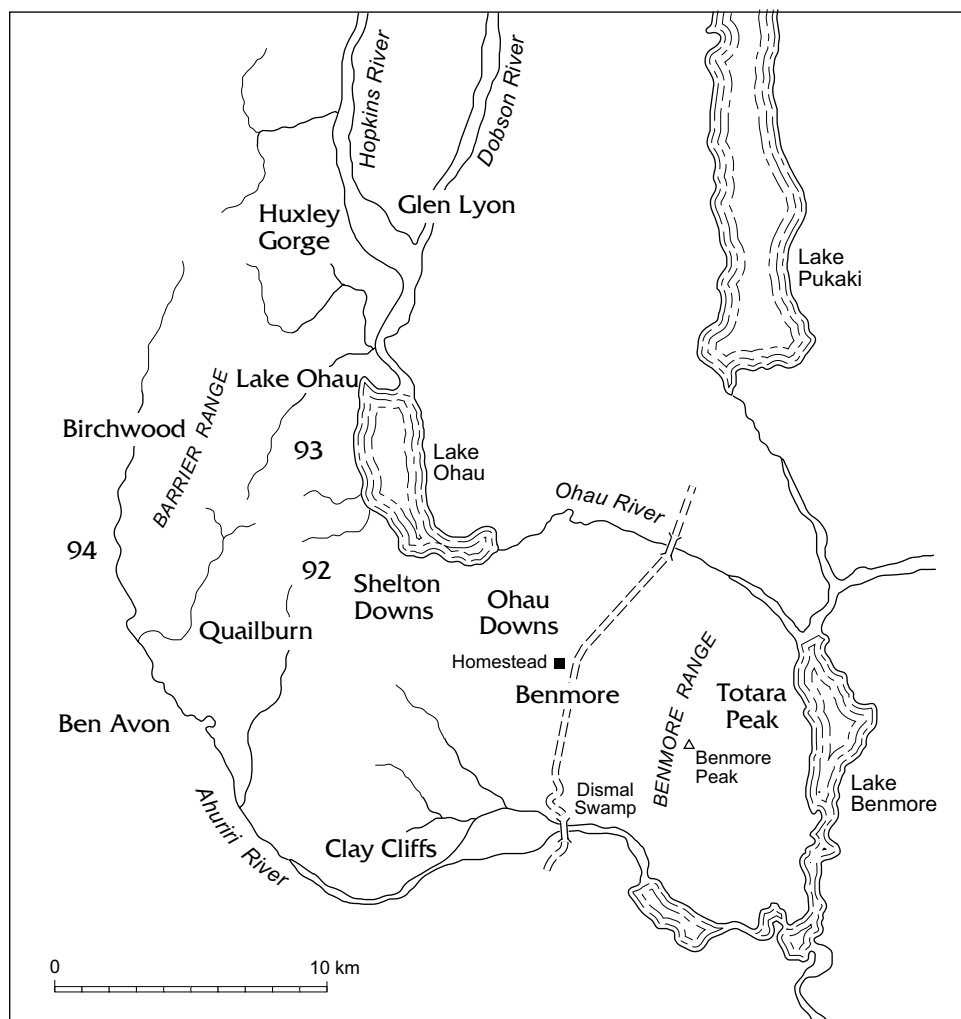 Hopkins River
Dobson River
Huxley
Gorge
Glen Lyon
Lake
Pukaki
Lake Ohau
Birchwood
BARRIER RANGE
93
Lake
Ohau
Ohau River
94
92
Shelton
Downs
Ohau
Downs
Quailburn
Homestead
Benmore
BENMORE RANGE
Totara
Peak
Ben Avon
Benmore
Peak
Dismal
Swamp
Lake
Benmore
Ahuriri River
Clay Cliffs
0 10 km